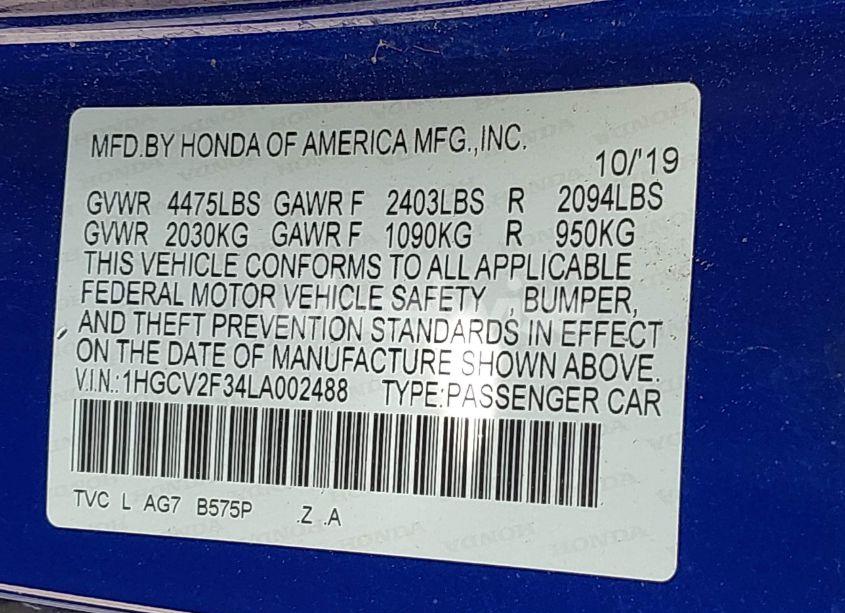 MFD.BY HONDA OF AMERICA MFG.,INC.
10/'19
GVWR 4475LBS GAWR F 2403LBS R 2094LBS
GVWR 2030KG GAWR F 1090KG R 950KG
THIS VEHICLE CONFORMS TO ALL APPLICABLE
FEDERAL MOTOR VEHICLE SAFETY , BUMPER,
AND THEFT PREVENTION STANDARDS IN EFFECT
ON THE DATE OF MANUFACTURE SHOWN ABOVE.
V.I.N.:1HGCV2F34LA002488 TYPE:PASSENGER CAR
TVC L AG7 B575P .Z .A